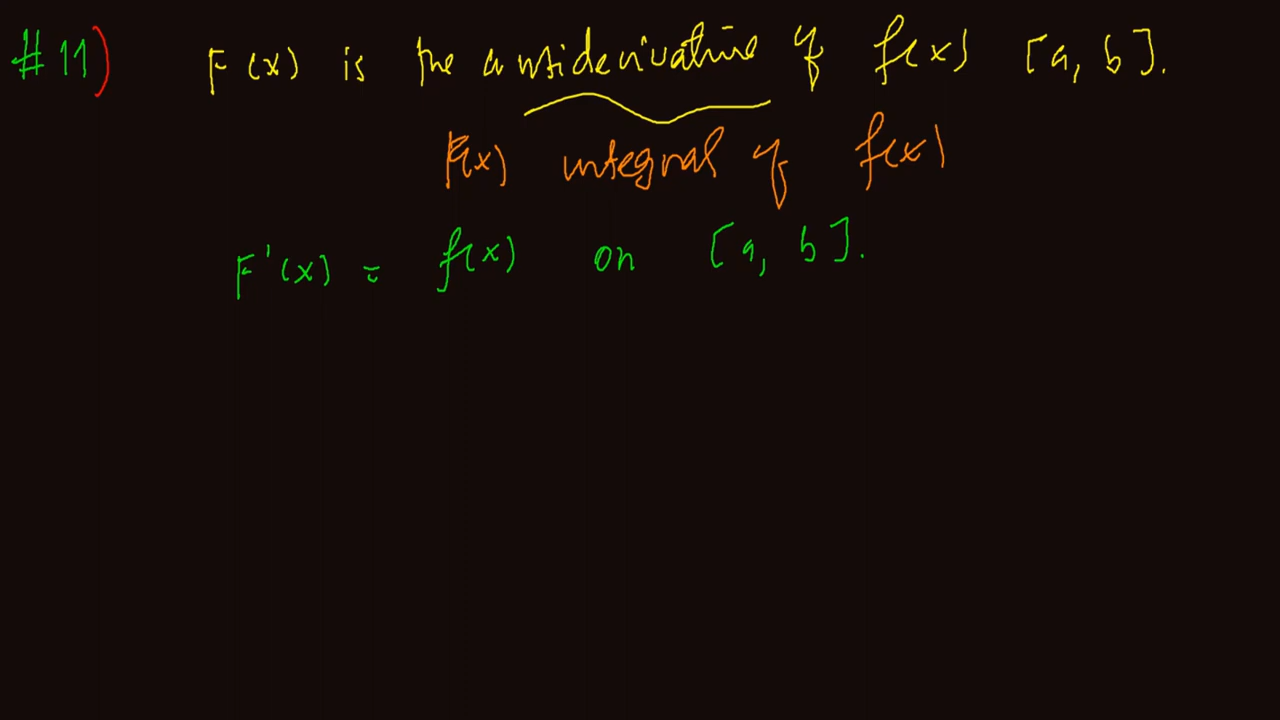 #11) F(x) is the antiderivative of f(x) [a, b].
F(x) integral of f(x)
F'(x) = f(x) on [a, b].